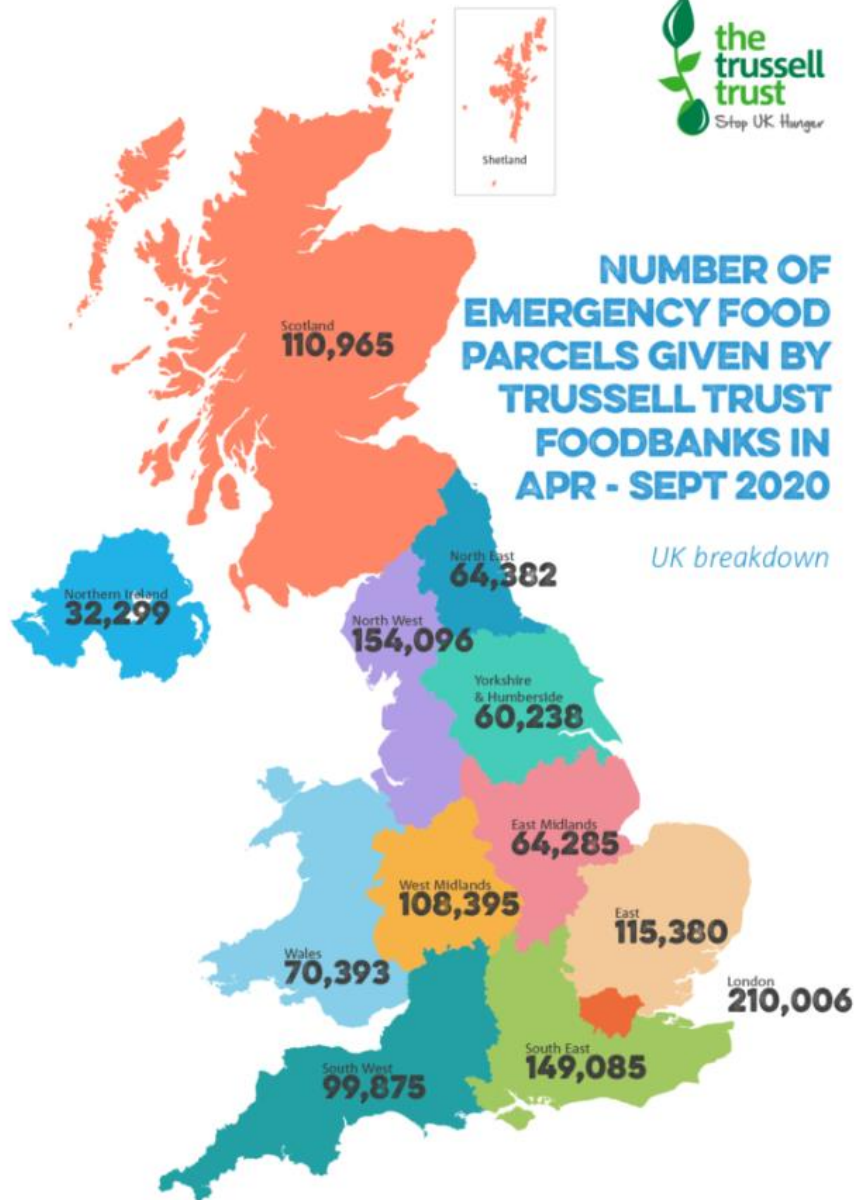 the
trussell
trust
Stop UK Hunger
Shetland
NUMBER OF
EMERGENCY FOOD
PARCELS GIVEN BY
TRUSSELL TRUST
FOODBANKS IN
APR - SEPT 2020
UK breakdown
Scotland
110,965
North East
64,382
Northern Ireland
32,299
North West
154,096
Yorkshire
& Humberside
60,238
East Midlands
64,285
West Midlands
108,395
East
115,380
Wales
70,393
London
210,006
South East
149,085
South West
99,875